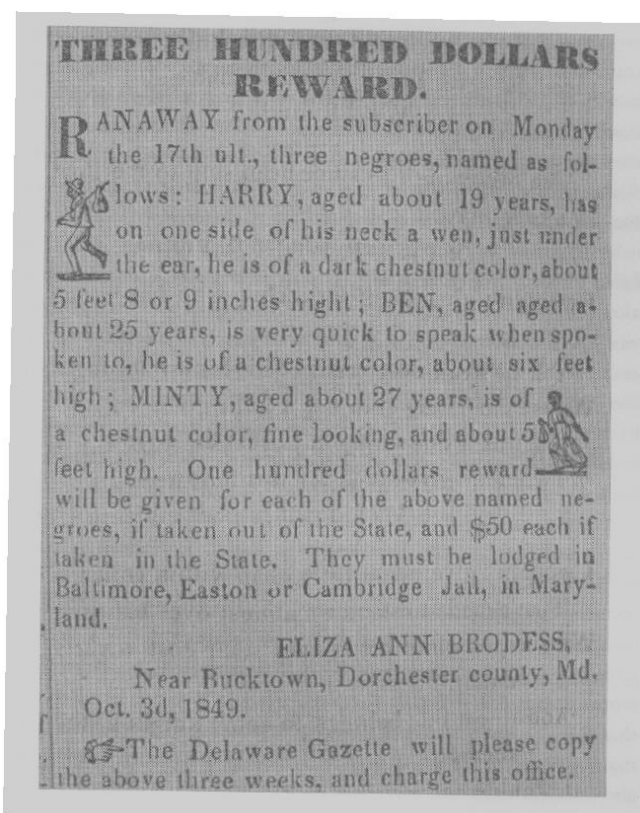 THREE HUNDRED DOLLARS
REWARD.
RANAWAY from the subscriber on Monday
the 17th ult., three negroes, named as fol-
lows: HARRY, aged about 19 years, has
on one side of his neck a wen, just under
the ear, he is of a dark chestnut color, about
5 feet 8 or 9 inches hight; BEN, aged aged a-
bout 25 years, is very quick to speak when spo-
ken to, he is of a chestnut color, about six feet
high; MINTY, aged about 27 years, is of
a chestnut color, fine looking, and about 5
feet high. One hundred dollars reward
will be given for each of the above named ne-
groes, if taken out of the State, and $50 each if
taken in the State. They must be lodged in
Baltimore, Easton or Cambridge Jail, in Mary-
land.
ELIZA ANN BRODESS,
Near Bucktown, Dorchester county, Md.
Oct. 3d, 1849.
☞The Delaware Gazette will please copy
the above three weeks, and charge this office.